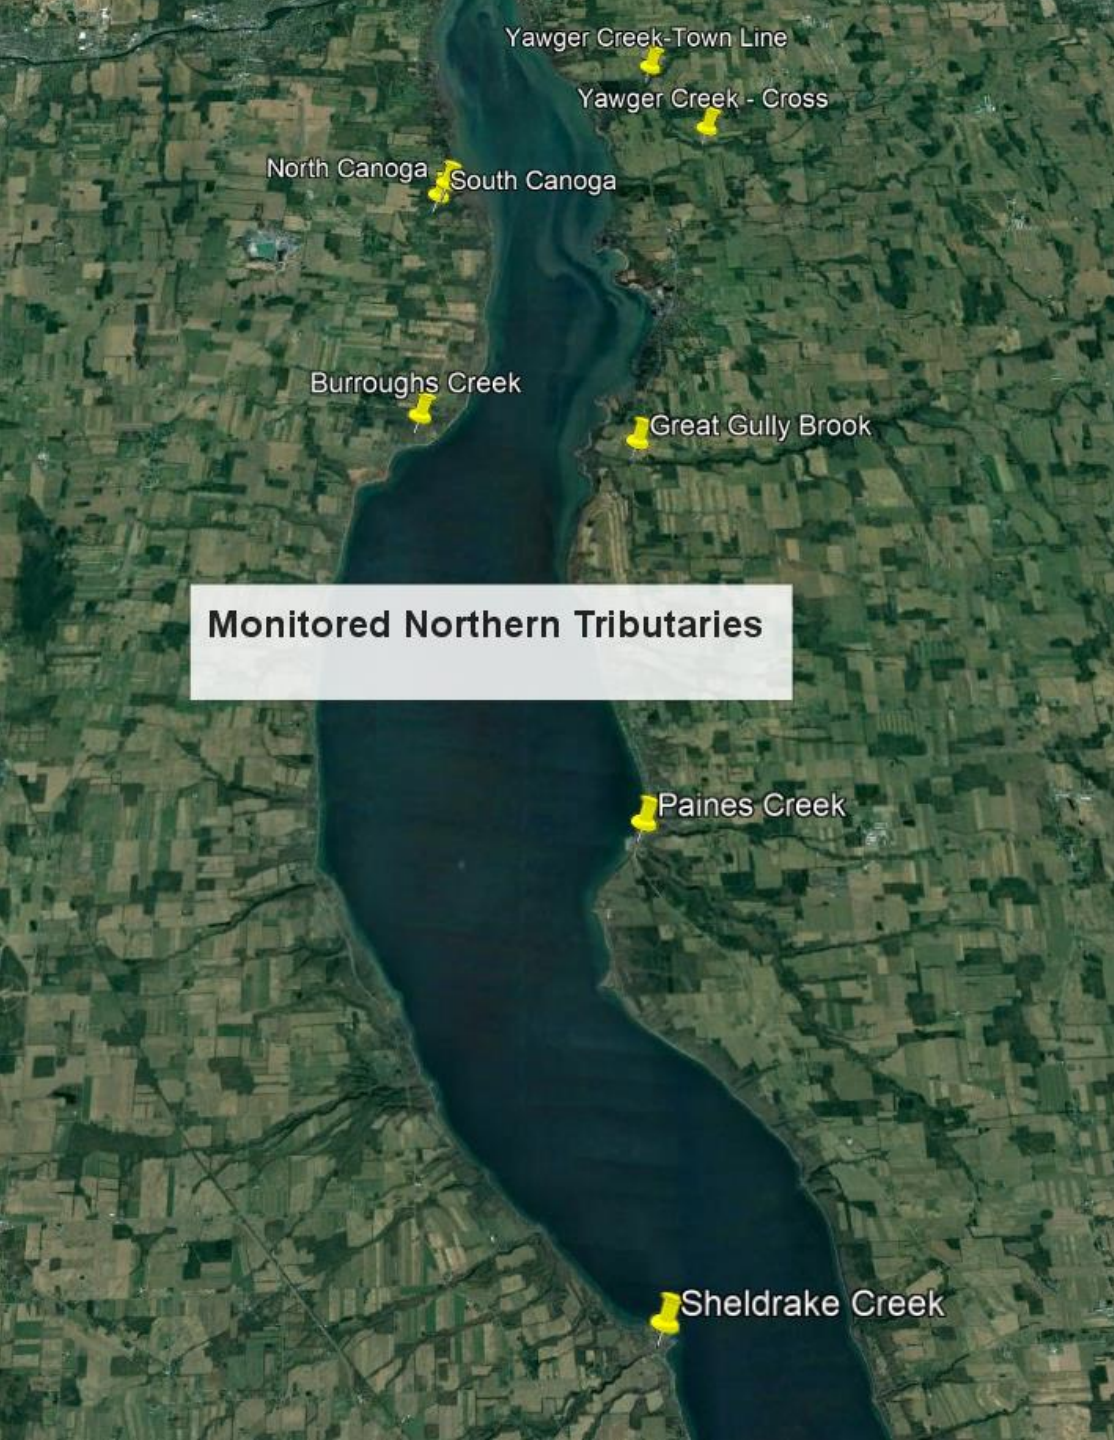 Yawger Creek-Town Line
Yawger Creek - Cross
North Canoga
South Canoga
Burroughs Creek
Great Gully Brook
Monitored Northern Tributaries
Paines Creek
Sheldrake Creek